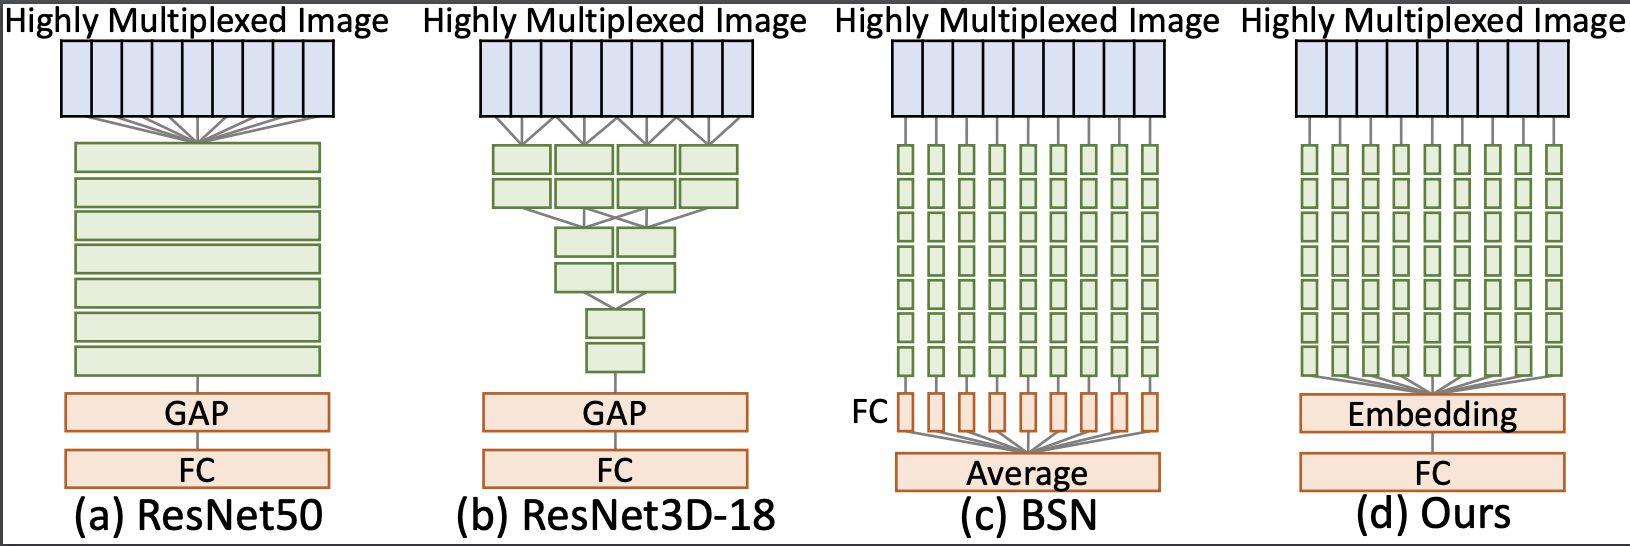 Highly Multiplexed Image
GAP
FC
(a) ResNet50
Highly Multiplexed Image
GAP
FC
(b) ResNet3D-18
Highly Multiplexed Image
FC
Average
(c) BSN
Highly Multiplexed Image
Embedding
FC
(d) Ours